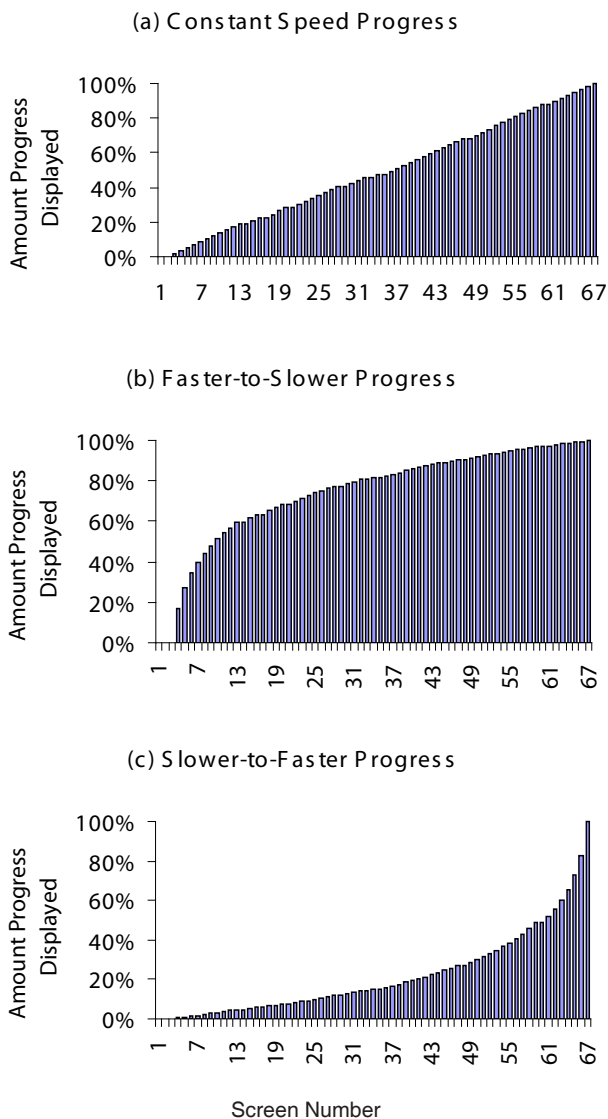 (a) Constant Speed Progress
Amount Progress
Displayed
100%
80%
60%
40%
20%
0%
1 7 13 19 25 31 37 43 49 55 61 67
(b) Faster-to-Slower Progress
Amount Progress
Displayed
100%
80%
60%
40%
20%
0%
1 7 13 19 25 31 37 43 49 55 61 67
(c) Slower-to-Faster Progress
Amount Progress
Displayed
100%
80%
60%
40%
20%
0%
1 7 13 19 25 31 37 43 49 55 61 67
Screen Number